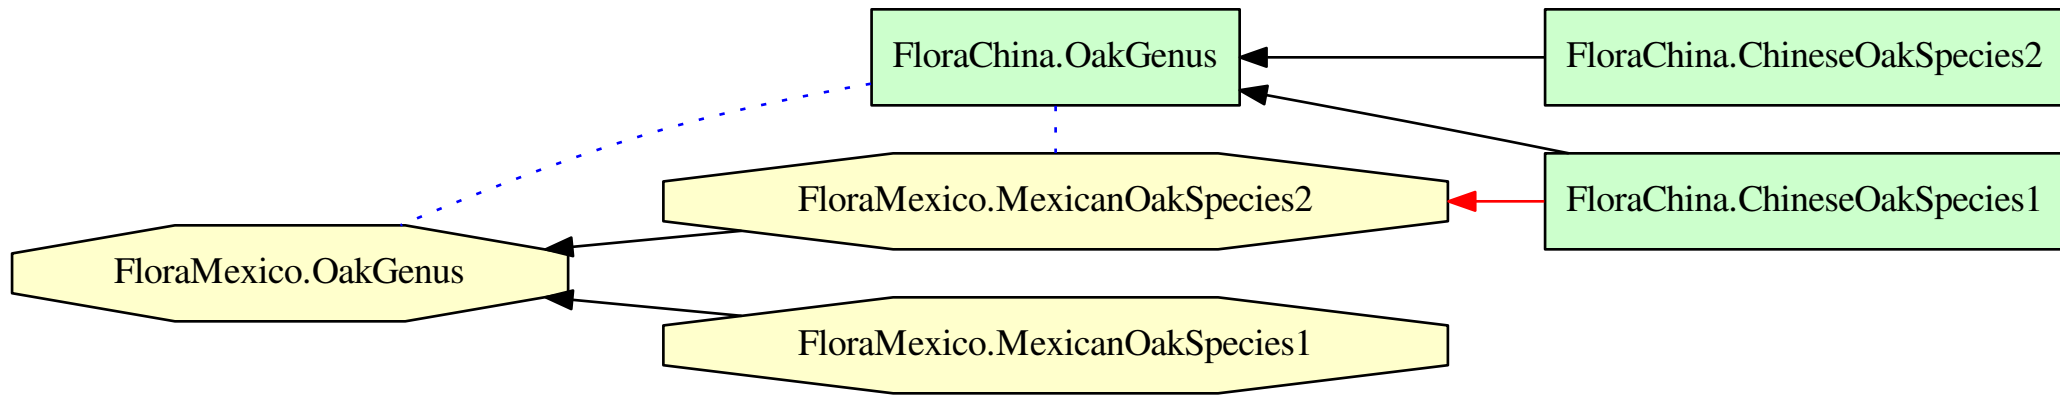 FloraChina.OakGenus
FloraChina.ChineseOakSpecies2
FloraMexico.MexicanOakSpecies2
FloraChina.ChineseOakSpecies1
FloraMexico.OakGenus
FloraMexico.MexicanOakSpecies1